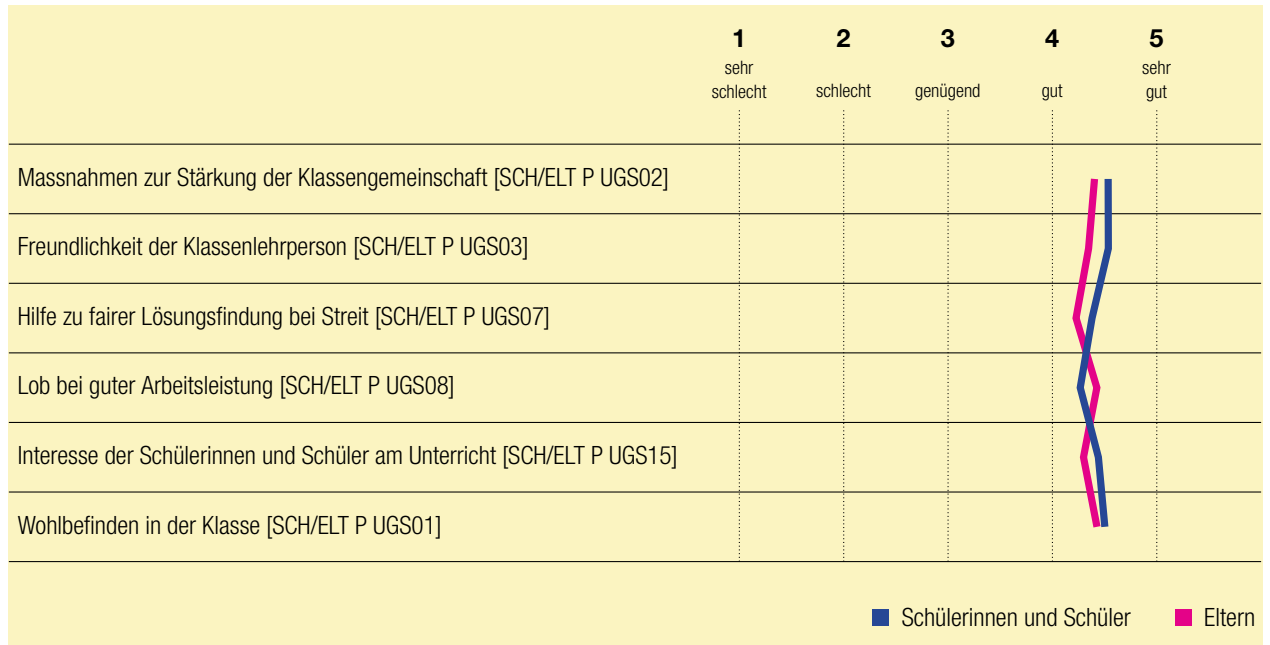 1 2 3 4 5
sehr schlecht schlecht genügend gut sehr gut
Massnahmen zur Stärkung der Klassengemeinschaft [SCH/ELT P UGS02]
Freundlichkeit der Klassenlehrperson [SCH/ELT P UGS03]
Hilfe zu fairer Lösungsfindung bei Streit [SCH/ELT P UGS07]
Lob bei guter Arbeitsleistung [SCH/ELT P UGS08]
Interesse der Schülerinnen und Schüler am Unterricht [SCH/ELT P UGS15]
Wohlbefinden in der Klasse [SCH/ELT P UGS01]
Schülerinnen und Schüler Eltern